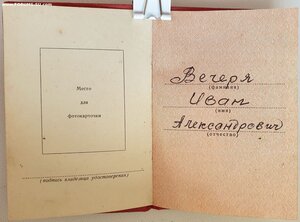 Место
для
фотокарточки
(подпись владельца удостоверения)
Вечеря
(фамилия)
Иван
(имя)
Александрович
(отчество)